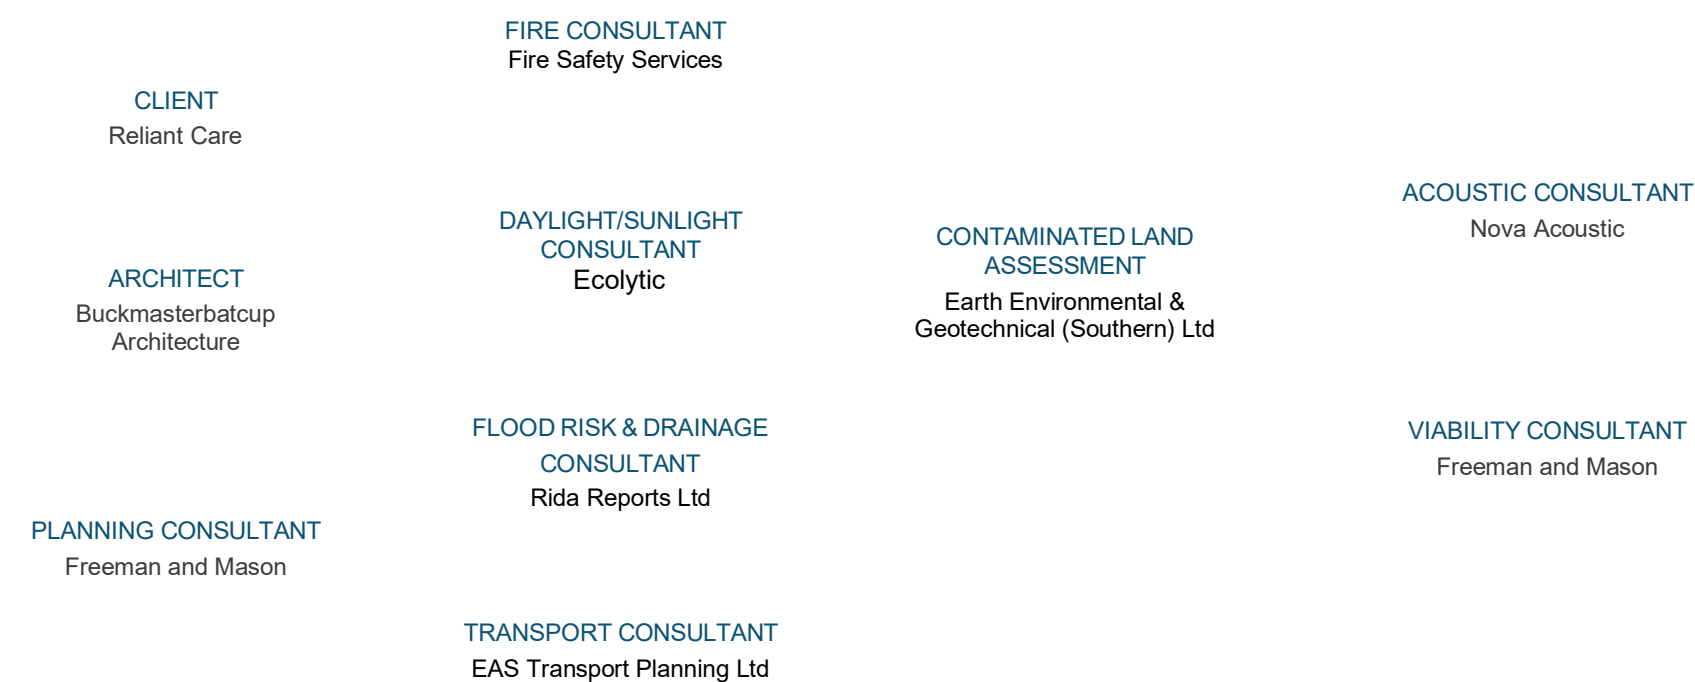 CLIENT
Reliant Care
ARCHITECT
Buckmasterbatcup
Architecture
PLANNING CONSULTANT
Freeman and Mason
FIRE CONSULTANT
Fire Safety Services
DAYLIGHT/SUNLIGHT
CONSULTANT
Ecolytic
FLOOD RISK & DRAINAGE
CONSULTANT
Rida Reports Ltd
TRANSPORT CONSULTANT
EAS Transport Planning Ltd
CONTAMINATED LAND
ASSESSMENT
Earth Environmental &
Geotechnical (Southern) Ltd
ACOUSTIC CONSULTANT
Nova Acoustic
VIABILITY CONSULTANT
Freeman and Mason